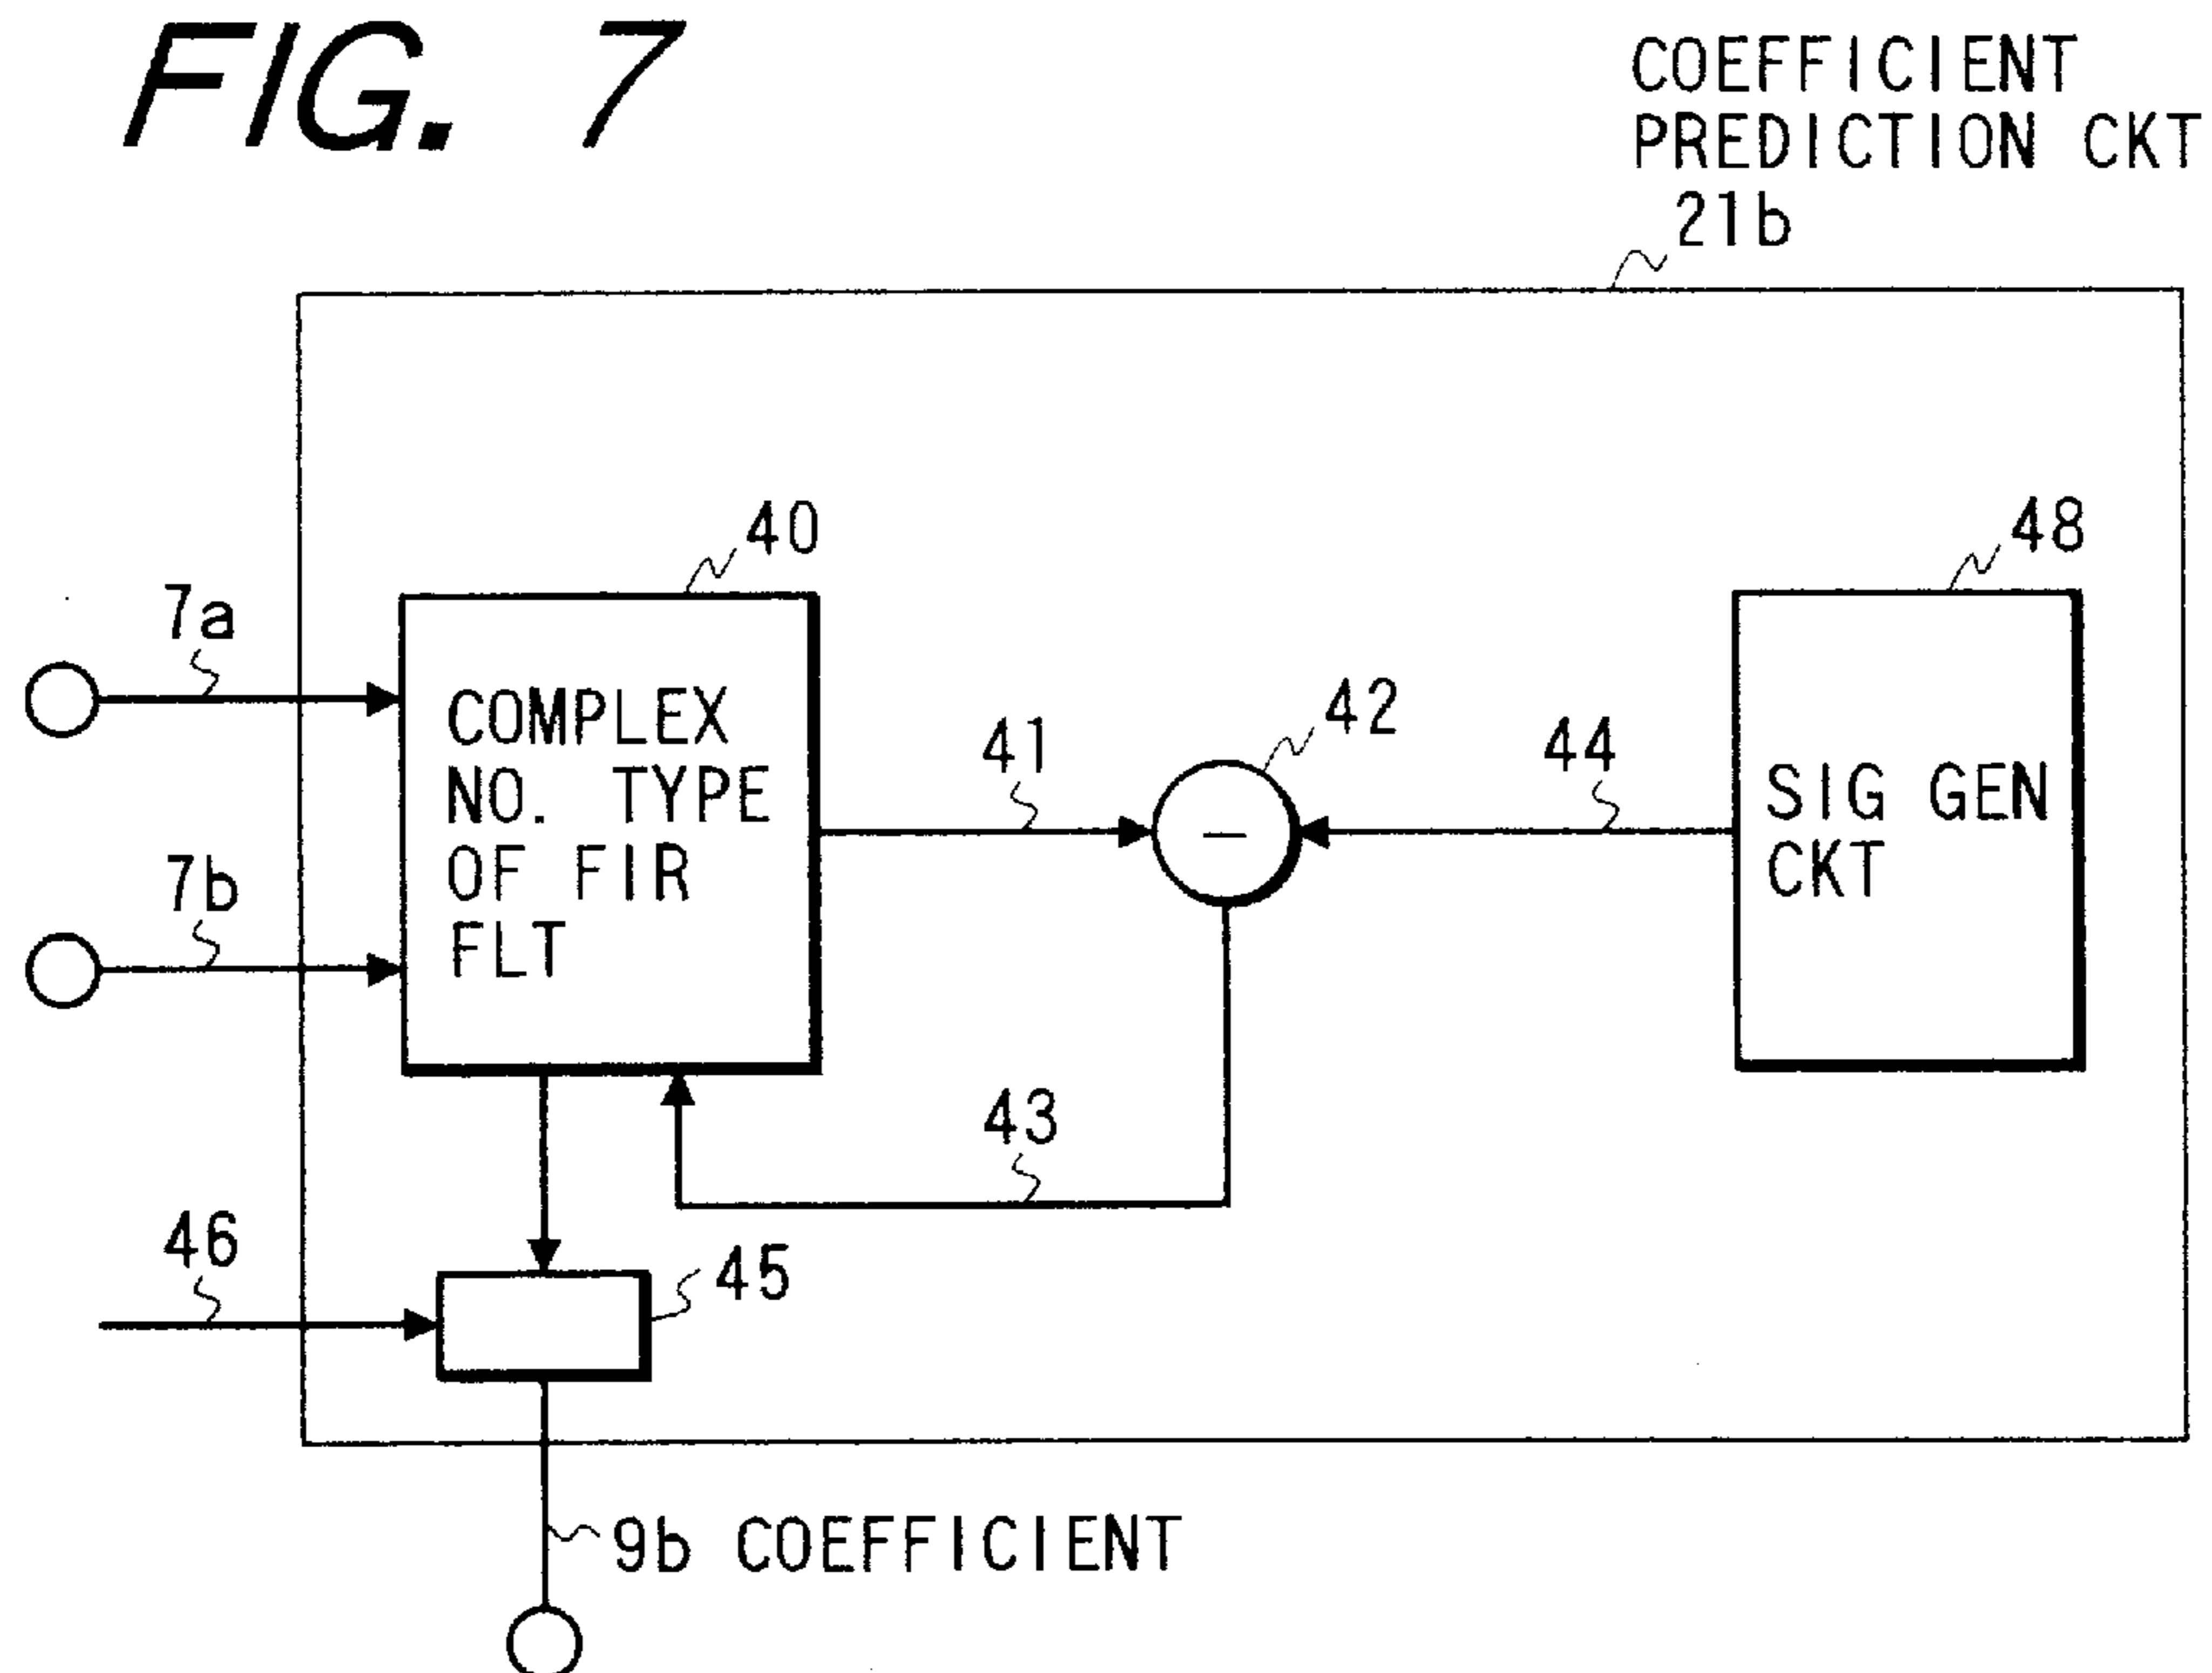 FIG. 7
COEFFICIENT
PREDICTION CKT
21b
40
48
7a
COMPLEX
NO. TYPE
OF FIR
FLT
42
41
44
SIG GEN
CKT
7b
43
46
45
9b COEFFICIENT